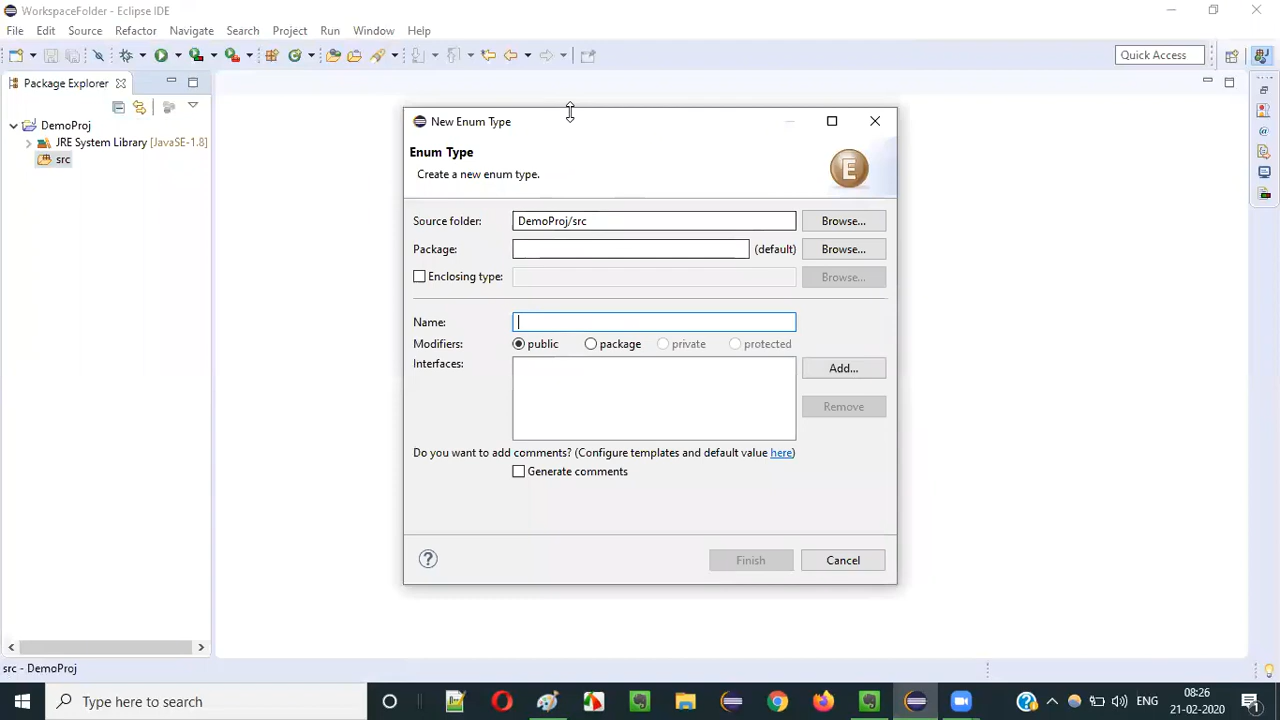 WorkspaceFolder - Eclipse IDE
File Edit Source Refactor Navigate Search Project Run Window Help
Quick Access
Package Explorer
DemoProj
JRE System Library [JavaSE-1.8]
src
New Enum Type
Enum Type
Create a new enum type.
E
Source folder: DemoProj/src Browse...
Package: (default) Browse...
Enclosing type: Browse...
Name:
Modifiers: public package private protected
Interfaces: Add...
Remove
Do you want to add comments? (Configure templates and default value here)
Generate comments
? Finish Cancel
src - DemoProj
Type here to search
ENG
08:26
21-02-2020
1